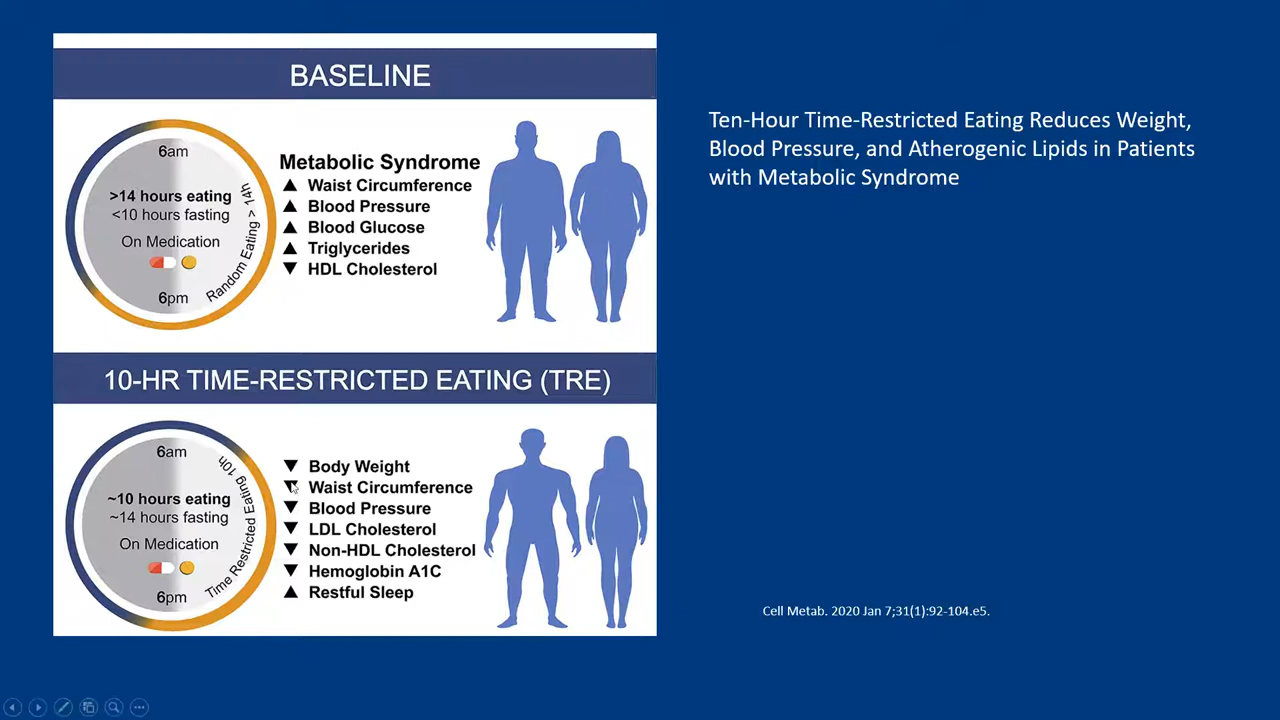 BASELINE
6am
>14 hours eating
<10 hours fasting
On Medication
6pm
Random Eating > 14h
Metabolic Syndrome
▲ Waist Circumference
▲ Blood Pressure
▲ Blood Glucose
▲ Triglycerides
▼ HDL Cholesterol
10-HR TIME-RESTRICTED EATING (TRE)
6am
~10 hours eating
~14 hours fasting
On Medication
6pm
Time Restricted Eating 10h
▼ Body Weight
▼ Waist Circumference
▼ Blood Pressure
▼ LDL Cholesterol
▼ Non-HDL Cholesterol
▼ Hemoglobin A1C
▲ Restful Sleep
Ten-Hour Time-Restricted Eating Reduces Weight,
Blood Pressure, and Atherogenic Lipids in Patients
with Metabolic Syndrome
Cell Metab. 2020 Jan 7;31(1):92-104.e5.